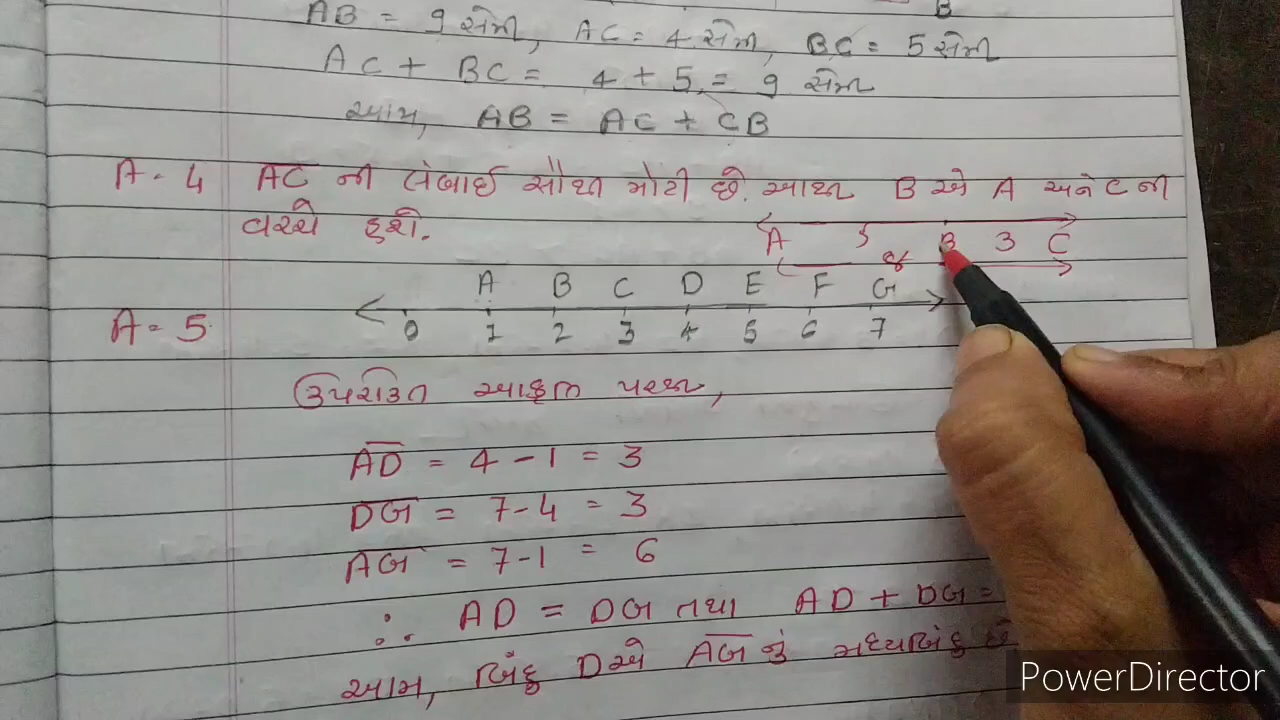 B
AB = 9 સેમી, AC = 4 સેમી, BC = 5 સેમી
AC + BC = 4 + 5 = 9 સેમી
આમ, AB = AC + CB
A - 4 AC ની લંબાઈ સૌથી મોટી છે. આથી B એ A અને C ની
વચ્ચે હશે.
A 5 B 3 C
8
A B C D E F G
A - 5. 0 1 2 3 4 5 6 7
ઉપરોક્ત આકૃતિ પરથી,
AD = 4 - 1 = 3
DG = 7 - 4 = 3
AG = 7 - 1 = 6
∴ AD = DG તથા AD + DG =
આમ, બિંદુ D એ AG નું મધ્યબિંદુ છે
PowerDirector